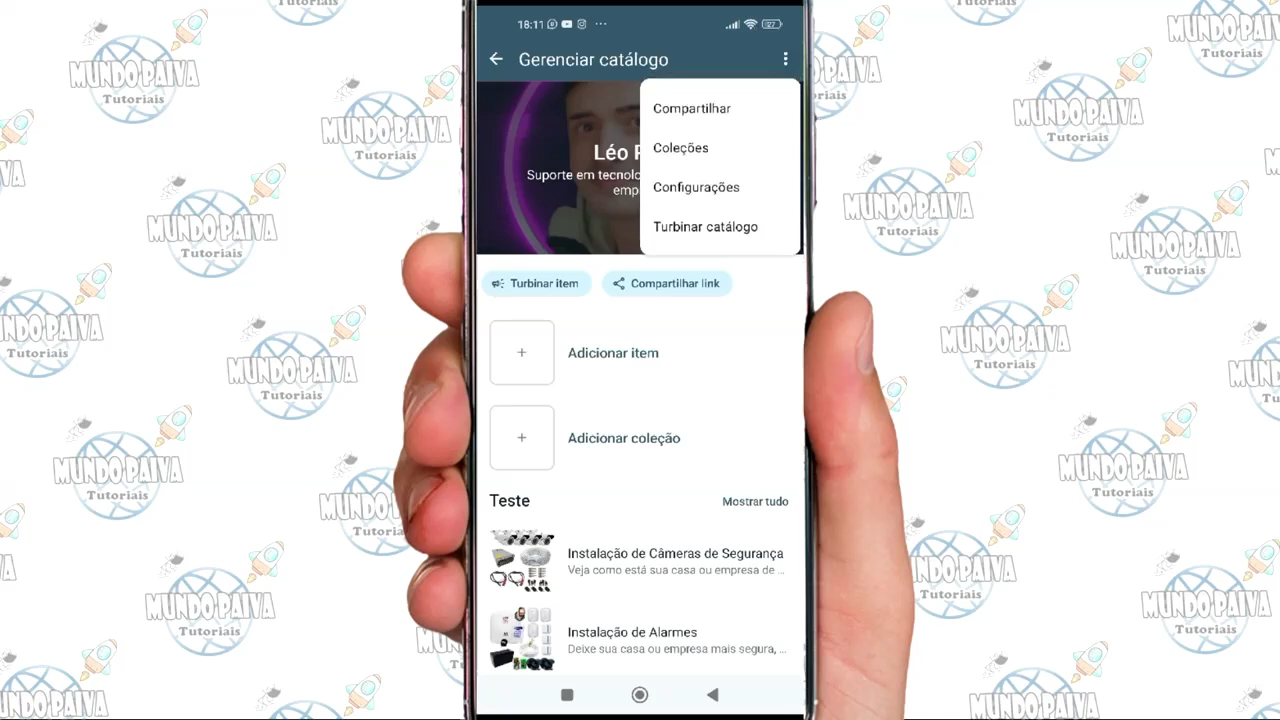 18:11
27
Gerenciar catálogo
Compartilhar
Coleções
Configurações
Turbinar catálogo
Léo
Suporte em tecnolo
emp
Turbinar item
Compartilhar link
Adicionar item
Adicionar coleção
Teste
Mostrar tudo
Instalação de Câmeras de Segurança
Veja como está sua casa ou empresa de ...
Instalação de Alarmes
Deixe sua casa ou empresa mais segura, ...
MUNDO PAIVA
Tutoriais